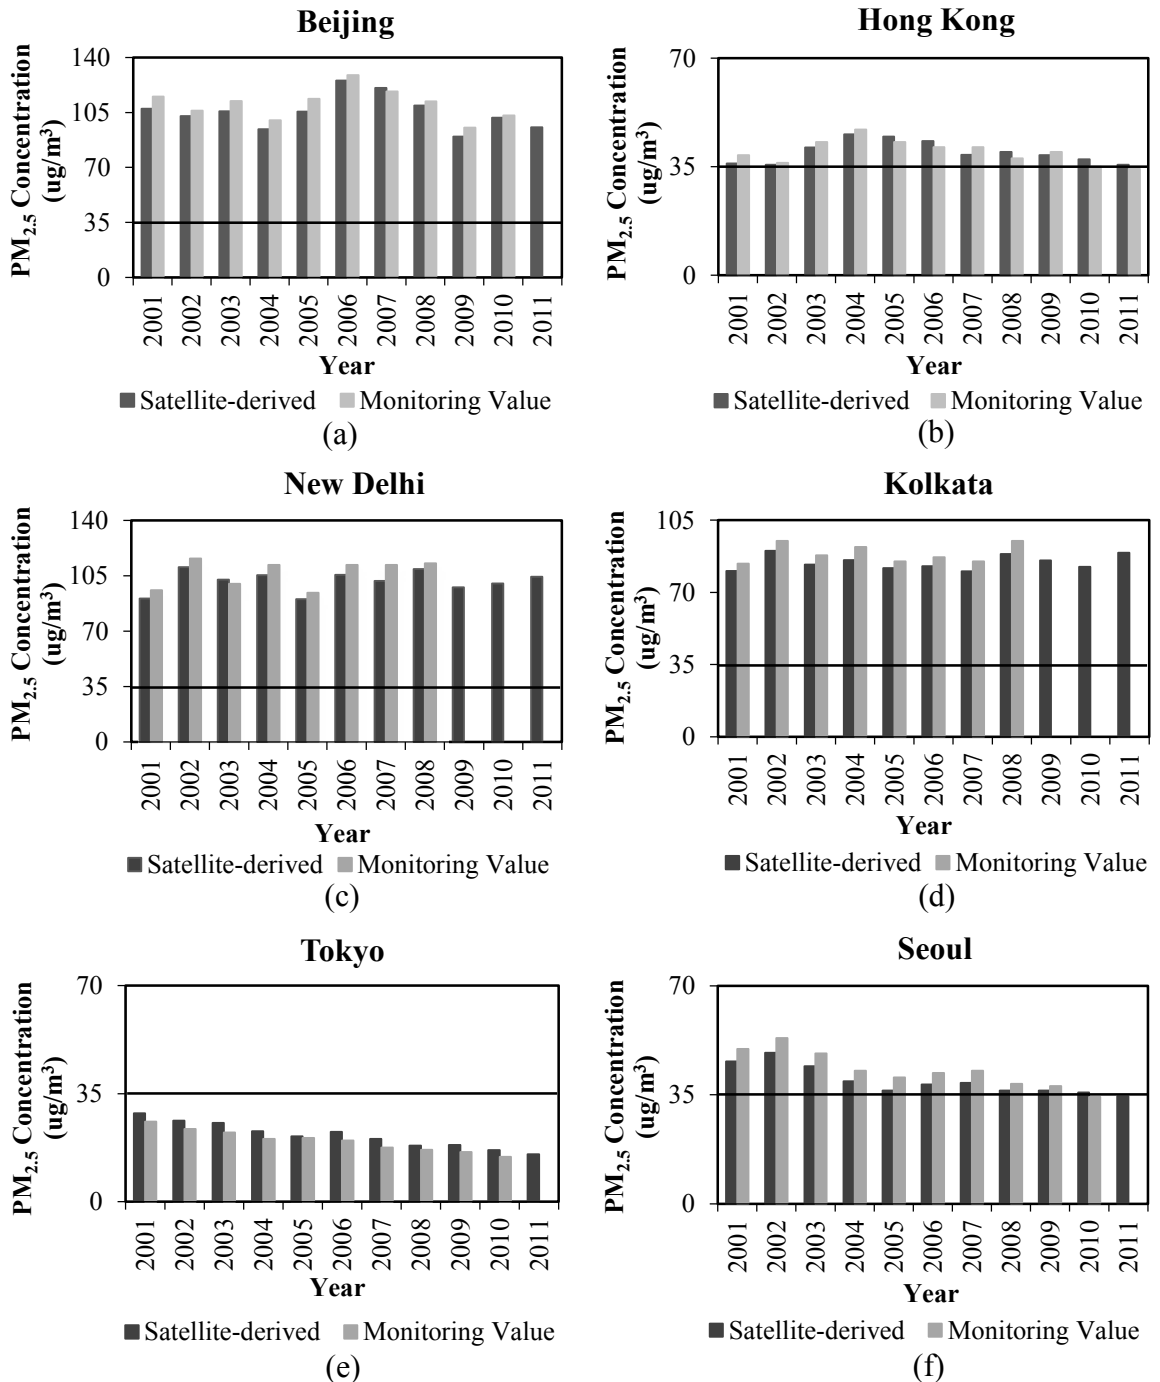 Beijing
PM2.5 Concentration
(ug/m³)
140
105
70
35
0
2001
2002
2003
2004
2005
2006
2007
2008
2009
2010
2011
Year
Satellite-derived Monitoring Value
(a)
Hong Kong
PM2.5 Concentration
(ug/m³)
70
35
0
2001
2002
2003
2004
2005
2006
2007
2008
2009
2010
2011
Year
Satellite-derived Monitoring Value
(b)
New Delhi
PM2.5 Concentration
(ug/m³)
140
105
70
35
0
2001
2002
2003
2004
2005
2006
2007
2008
2009
2010
2011
Year
Satellite-derived Monitoring Value
(c)
Kolkata
PM2.5 Concentration
(ug/m³)
105
70
35
0
2001
2002
2003
2004
2005
2006
2007
2008
2009
2010
2011
Year
Satellite-derived Monitoring Value
(d)
Tokyo
PM2.5 Concentration
(ug/m³)
70
35
0
2001
2002
2003
2004
2005
2006
2007
2008
2009
2010
2011
Year
Satellite-derived Monitoring Value
(e)
Seoul
PM2.5 Concentration
(ug/m³)
70
35
0
2001
2002
2003
2004
2005
2006
2007
2008
2009
2010
2011
Year
Satellite-derived Monitoring Value
(f)